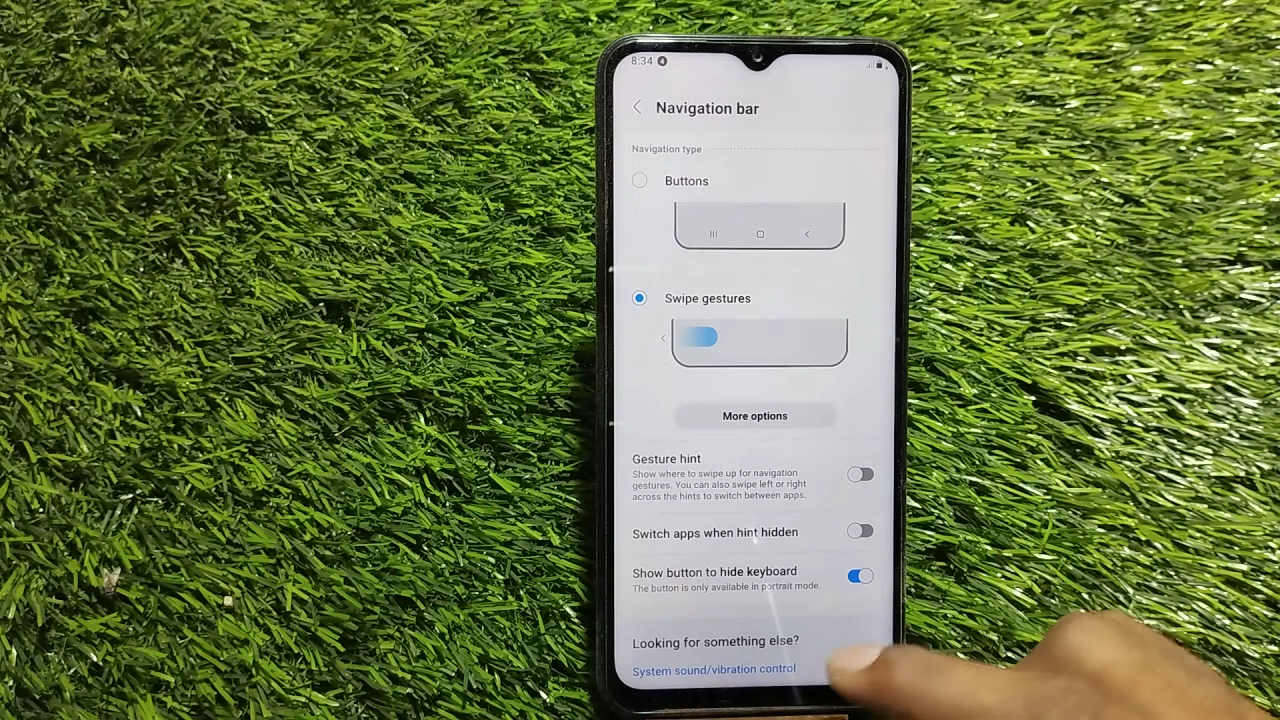 8:34
Navigation bar
Navigation type
Buttons
Swipe gestures
More options
Gesture hint
Show where to swipe up for navigation
gestures. You can also swipe left or right
across the hints to switch between apps.
Switch apps when hint hidden
Show button to hide keyboard
The button is only available in portrait mode.
Looking for something else?
System sound/vibration control